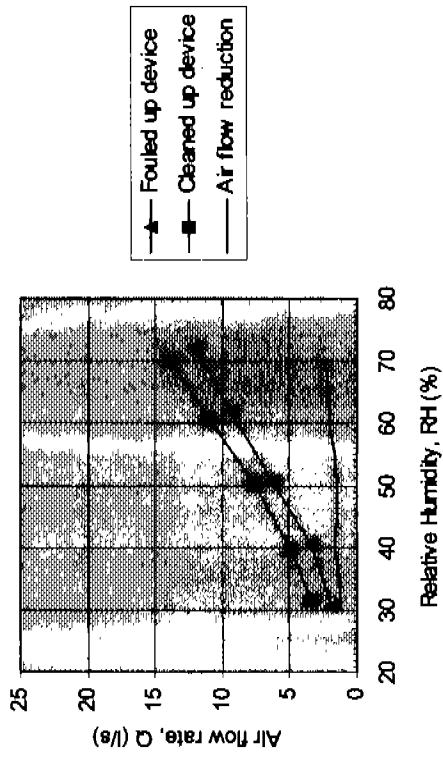 Fouled up device
Cleaned up device
Air flow reduction
Air flow rate, Q (l/s)
25
20
15
10
5
0
20
30
40
50
60
70
80
Relative Humidity, RH (%)